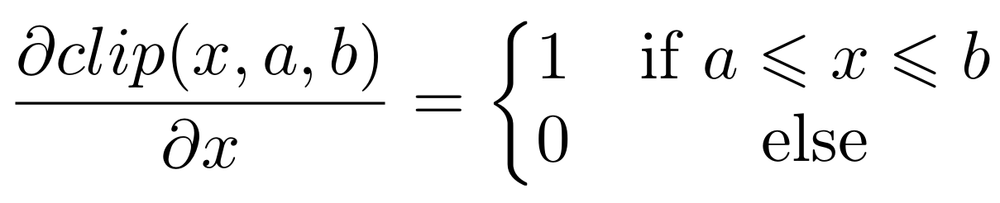 ∂clip(x, a, b) / ∂x = { 1 if a ⩽ x ⩽ b
0 else